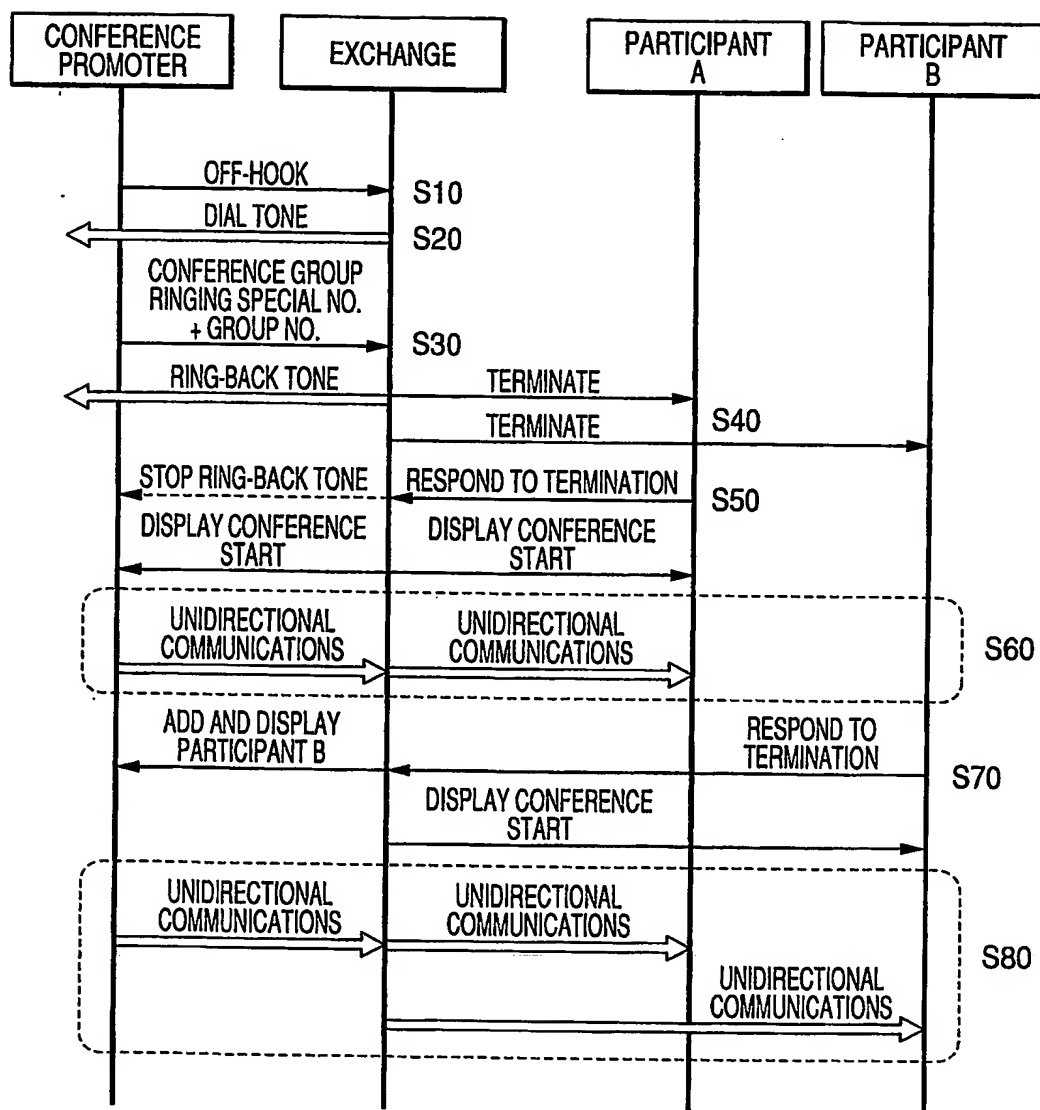 CONFERENCE
PROMOTER
EXCHANGE
PARTICIPANT
A
PARTICIPANT
B
OFF-HOOK
S10
DIAL TONE
S20
CONFERENCE GROUP
RINGING SPECIAL NO.
+ GROUP NO.
S30
RING-BACK TONE
TERMINATE
TERMINATE
S40
STOP RING-BACK TONE
RESPOND TO TERMINATION
S50
DISPLAY CONFERENCE
START
DISPLAY CONFERENCE
START
UNIDIRECTIONAL
COMMUNICATIONS
UNIDIRECTIONAL
COMMUNICATIONS
S60
ADD AND DISPLAY
PARTICIPANT B
RESPOND TO
TERMINATION
S70
DISPLAY CONFERENCE
START
UNIDIRECTIONAL
COMMUNICATIONS
UNIDIRECTIONAL
COMMUNICATIONS
S80
UNIDIRECTIONAL
COMMUNICATIONS